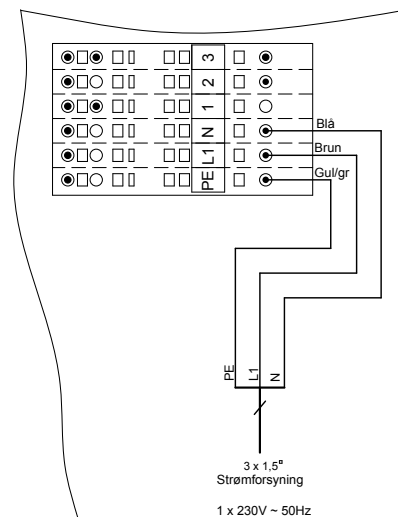 3
2
1
N
L1
PE
Blå
Brun
Gul/gr
PE
L1
N
3 x 1,5¤
Strømforsyning
1 x 230V ~ 50Hz